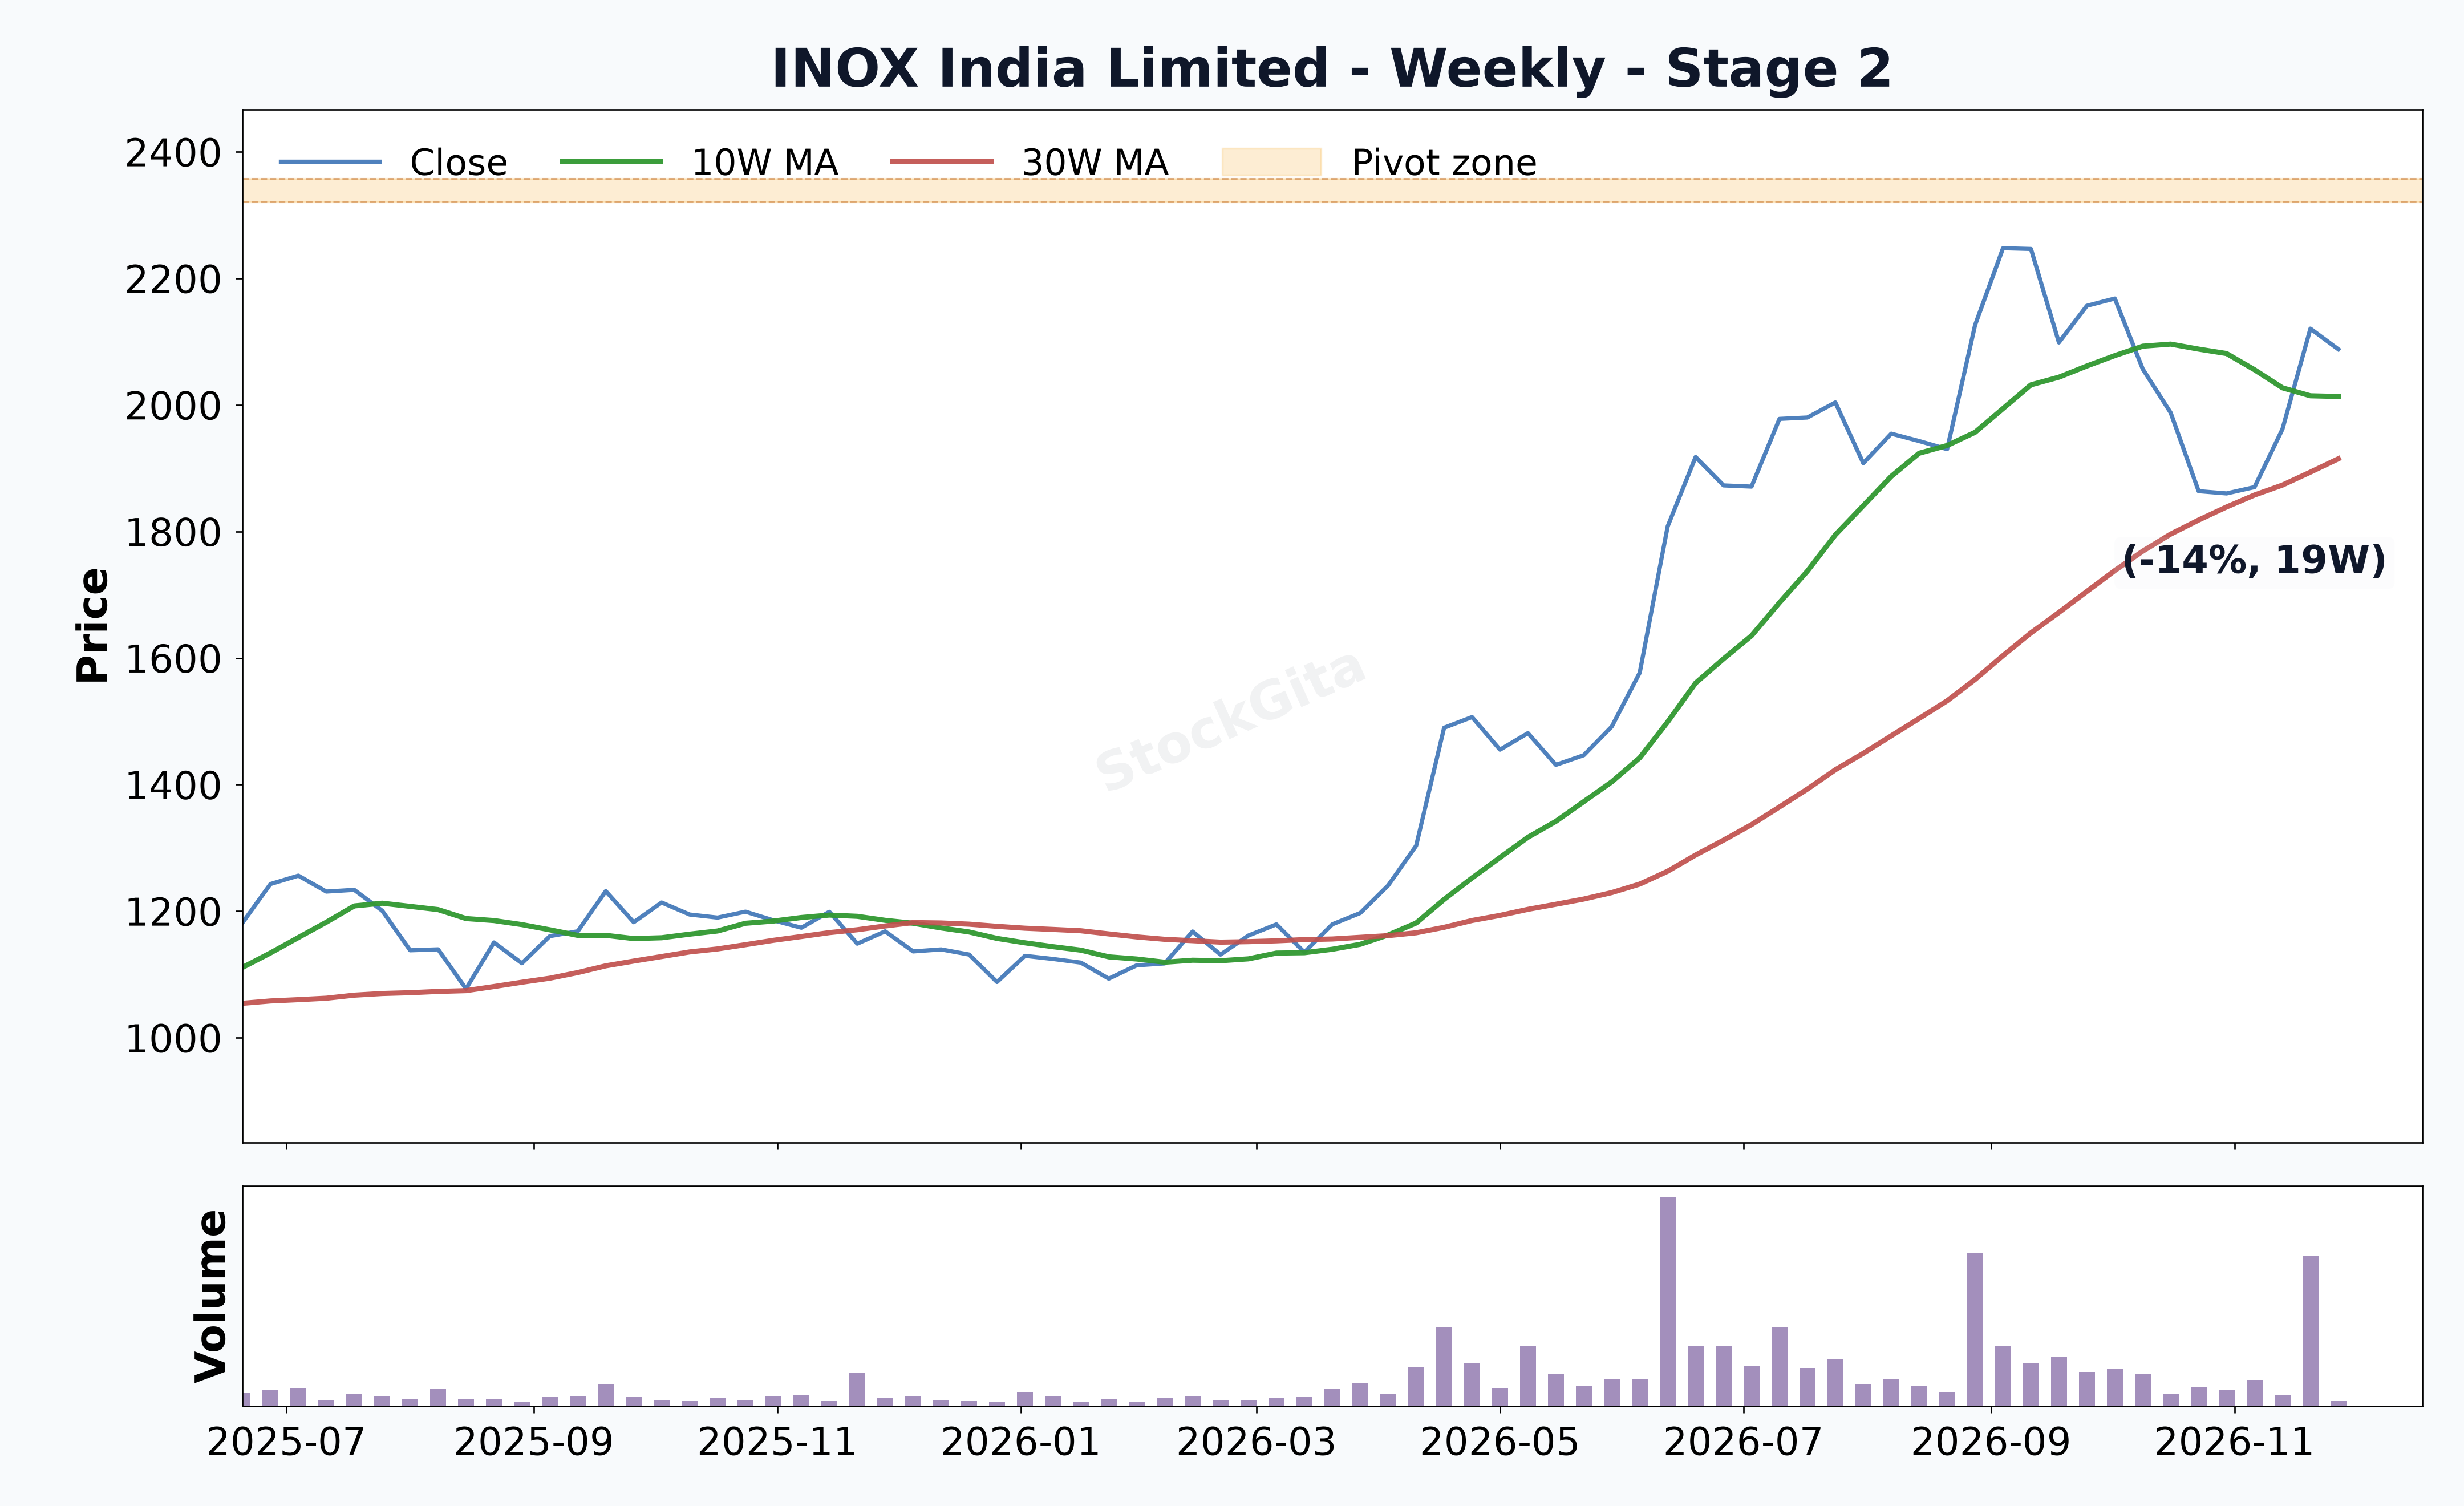 INOX India Limited - Weekly - Stage 2
Close 10W MA 30W MA Pivot zone
2400
2200
2000
1800
1600
1400
1200
1000
Price
(-14%, 19W)
StockGita
Volume
2025-07 2025-09 2025-11 2026-01 2026-03 2026-05 2026-07 2026-09 2026-11